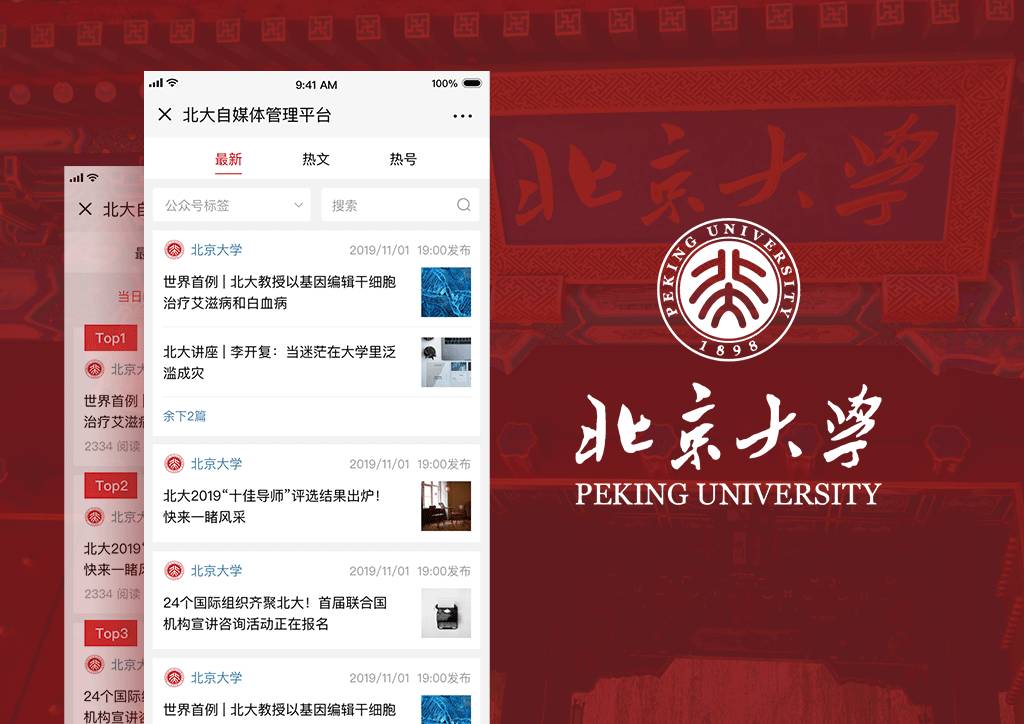 9:41 AM
100%
北大自媒体管理平台
最新
热文
热号
公众号标签
搜索
北京大学
2019/11/01 19:00发布
世界首例 | 北大教授以基因编辑干细胞
治疗艾滋病和白血病
北大讲座 | 李开复：当迷茫在大学里泛
滥成灾
余下2篇
北京大学
2019/11/01 19:00发布
北大2019“十佳导师”评选结果出炉！
快来一睹风采
北京大学
2019/11/01 19:00发布
24个国际组织齐聚北大！首届联合国
机构宣讲咨询活动正在报名
北京大学
2019/11/01 19:00发布
世界首例 | 北大教授以基因编辑干细胞
北大
当日
Top1
北京
世界首例 |
治疗艾滋
2334 阅读
Top2
北京
北大2019“
快来一睹
2334 阅读
Top3
北京
24个国际
机构宣讲
北京大学
PEKING UNIVERSITY
1898
北京大学
PEKING UNIVERSITY